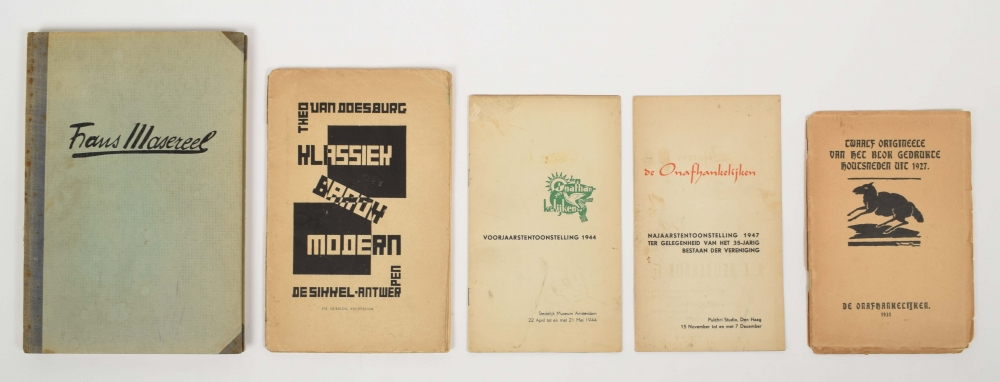 Frans Masereel
THEO VAN DOESBURG
KLASSIEK
BAROK
MODERN
DE SIKKEL-ANTWERPEN
de
Onafhan
kelijken
VOORJAARSTENTOONSTELLING 1944
Stedelijk Museum Amsterdam
22 April tot en met 21 Mei 1944
de Onafhankelijken
NAJAARSTENTOONSTELLING 1947
TER GELEGENHEID VAN HET 35-JARIG
BESTAAN DER VEREENIGING
Pulchri Studio, Den Haag
15 November tot en met 7 December
TWAALF ORIGINEELE
VAN HET BLOK GEDRUKTE
HOUTSNEDEN UIT 1927.
DE ONAFHANKELIJKEN.